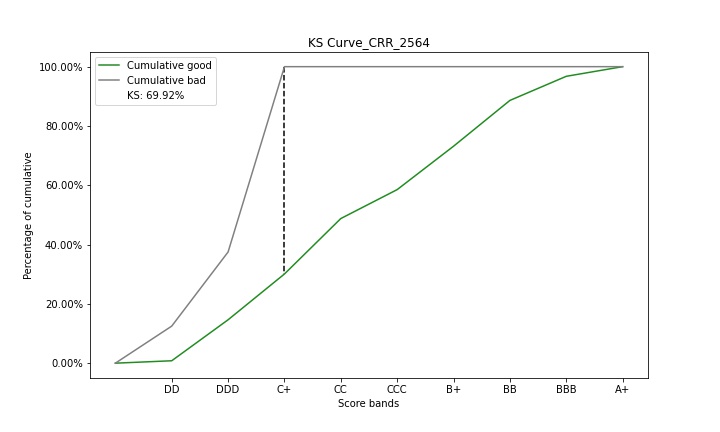 KS Curve_CRR_2564
Cumulative good
Cumulative bad
KS: 69.92%
100.00%
80.00%
60.00%
40.00%
20.00%
0.00%
Percentage of cumulative
DD DDD C+ CC CCC B+ BB BBB A+
Score bands